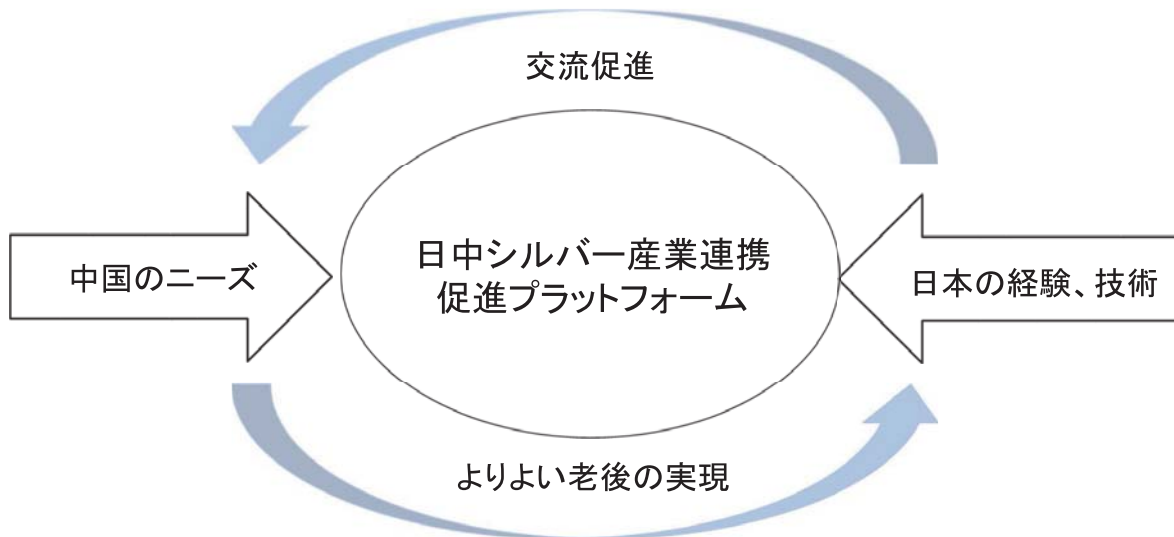 交流促進
中国のニーズ
日中シルバー産業連携
促進プラットフォーム
日本の経験、技術
よりよい老後の実現